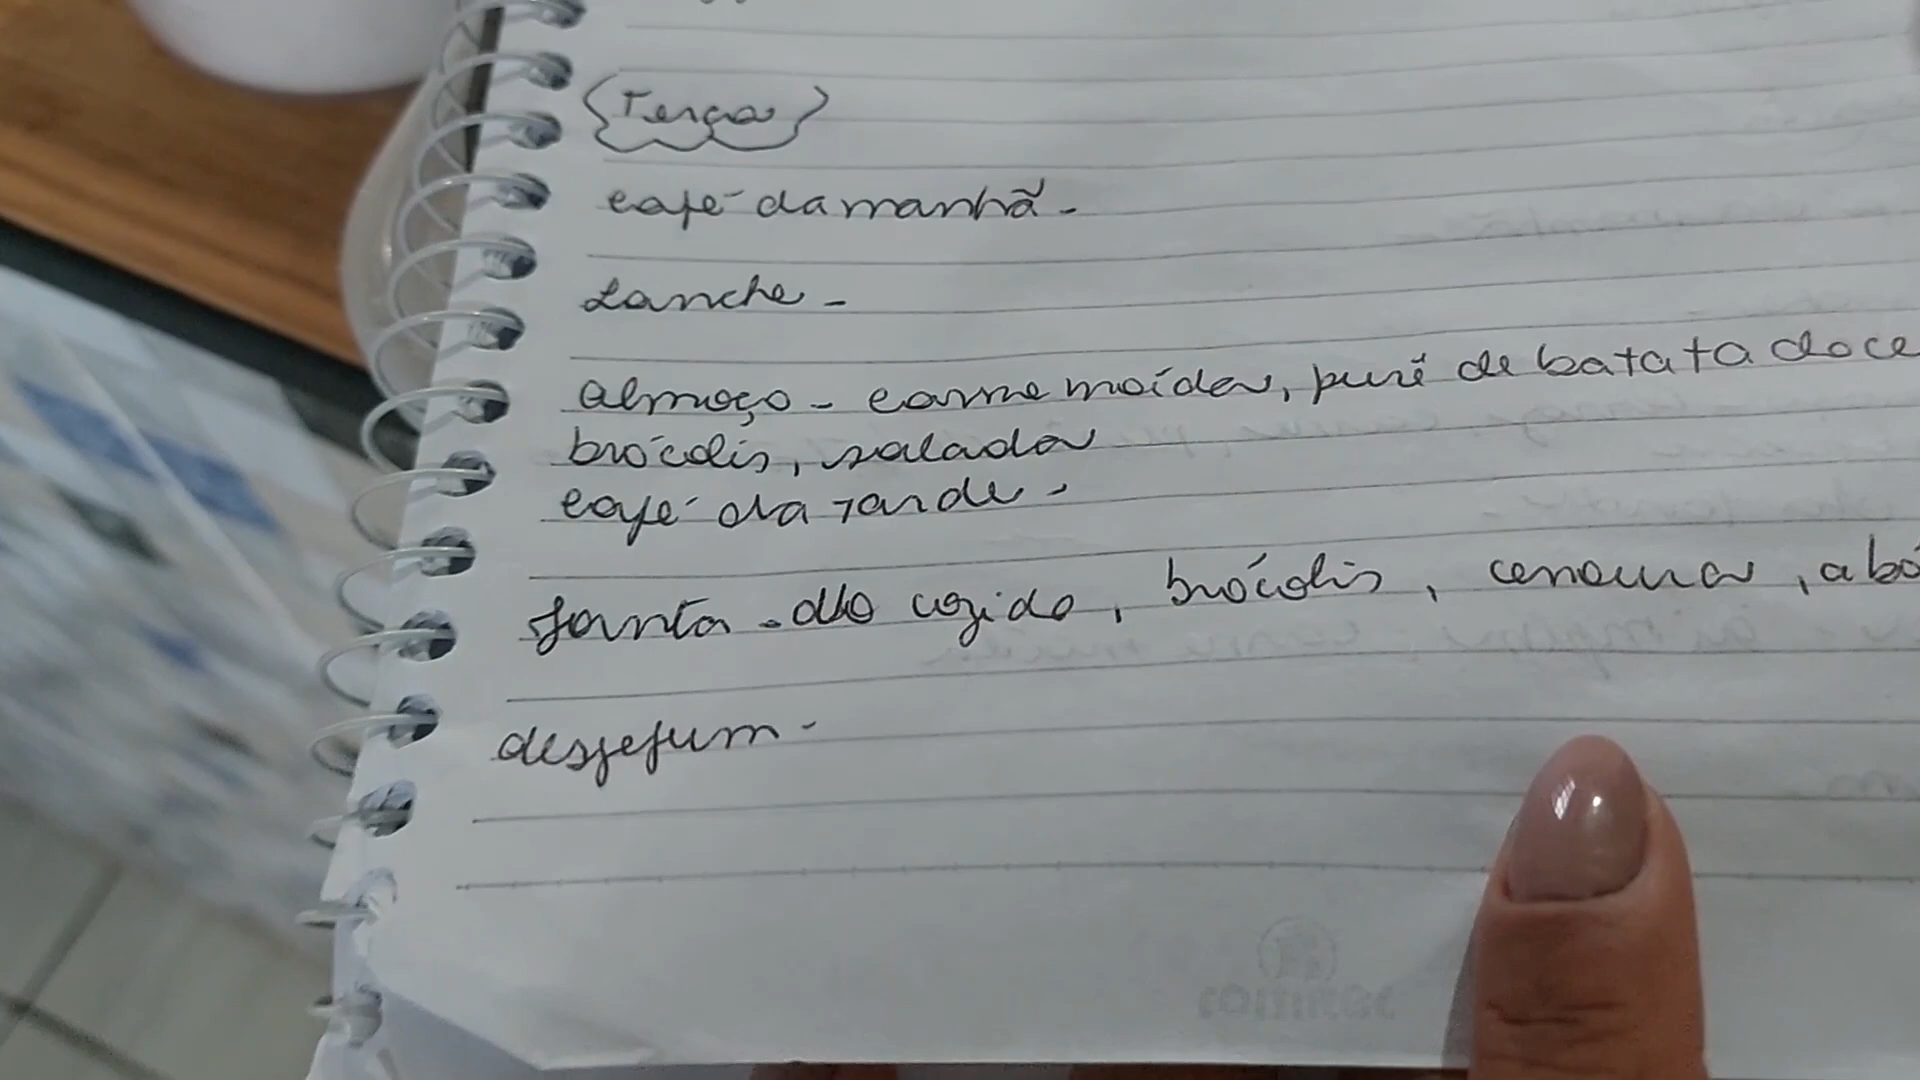 Terça
café da manhã -
Lanche -
almoço - carne moída, purê de batata doce
brócolis, salada
café da tarde -
Janta - cozido, brócolis, cenoura, abó
desjejum -